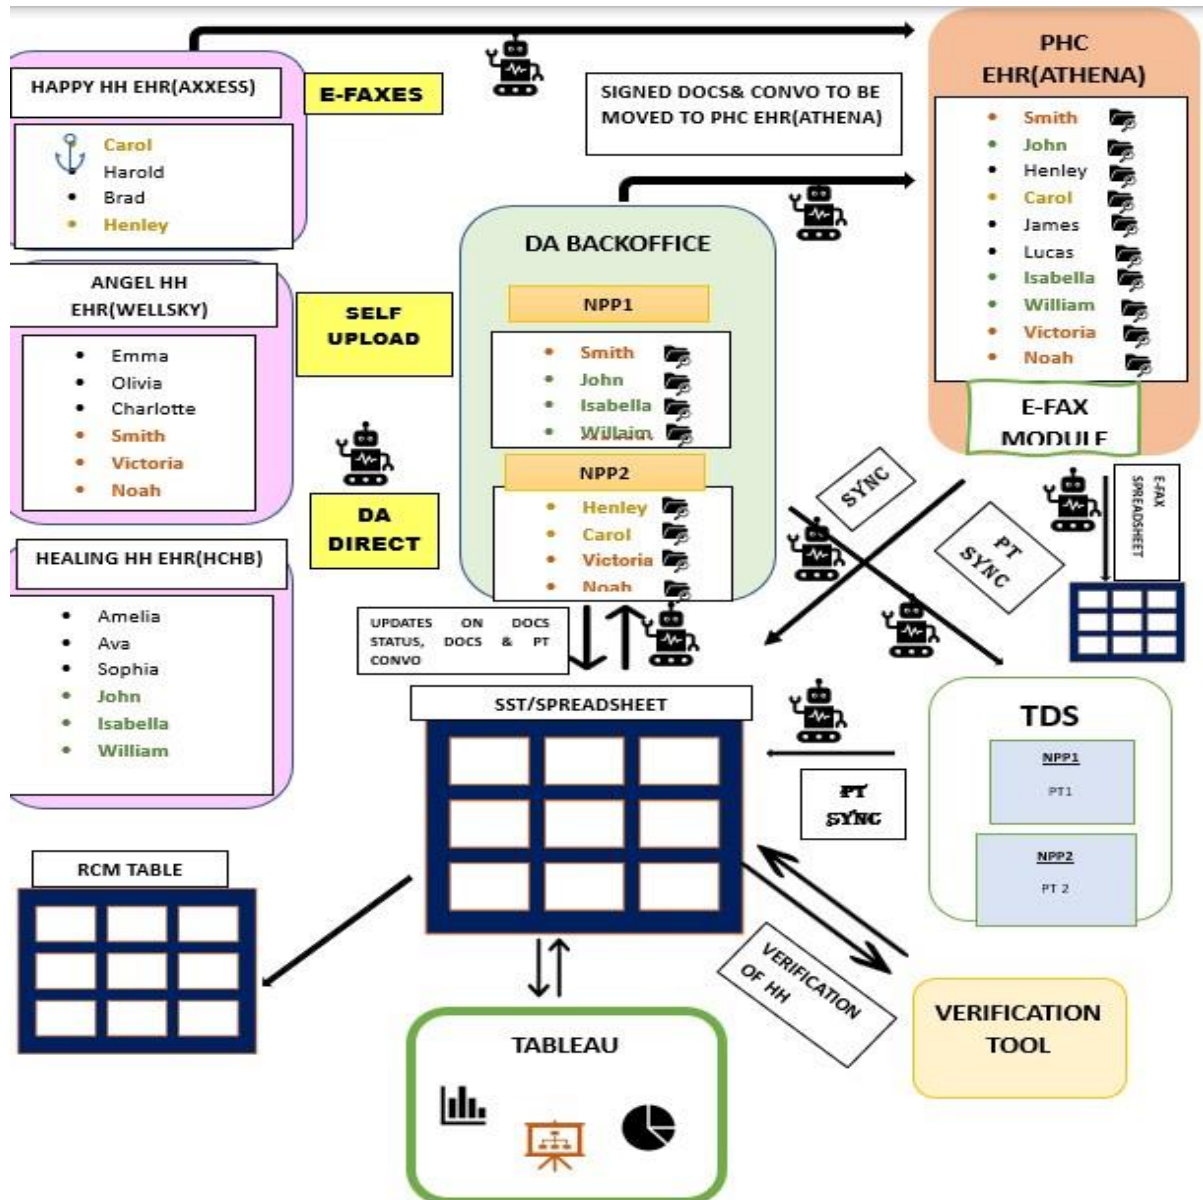 HAPPY HH EHR(AXXESS)
Carol
Harold
Brad
Henley
ANGEL HH
EHR(WELLSKY)
Emma
Olivia
Charlotte
Smith
Victoria
Noah
HEALING HH EHR(HCHB)
Amelia
Ava
Sophia
John
Isabella
William
E-FAXES
SELF
UPLOAD
DA
DIRECT
SIGNED DOCS& CONVO TO BE
MOVED TO PHC EHR(ATHENA)
DA BACKOFFICE
NPP1
Smith
John
Isabella
Willaim
NPP2
Henley
Carol
Victoria
Noah
PHC
EHR(ATHENA)
Smith
John
Henley
Carol
James
Lucas
Isabella
William
Victoria
Noah
E-FAX
MODULE
SYNC
PT
SYNC
E-FAX
SPREADSHEET
UPDATES ON DOCS
STATUS, DOCS & PT
CONVO
SST/SPREADSHEET
PT
SYNC
TDS
NPP1
PT1
NPP2
PT 2
RCM TABLE
VERIFICATION
OF HH
VERIFICATION
TOOL
TABLEAU